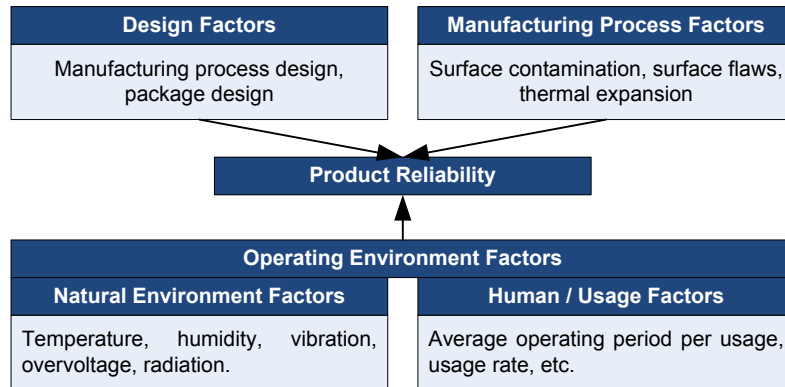 Design Factors
Manufacturing process design,
package design
Manufacturing Process Factors
Surface contamination, surface flaws,
thermal expansion
Product Reliability
Operating Environment Factors
Natural Environment Factors
Temperature, humidity, vibration,
overvoltage, radiation.
Human / Usage Factors
Average operating period per usage,
usage rate, etc.